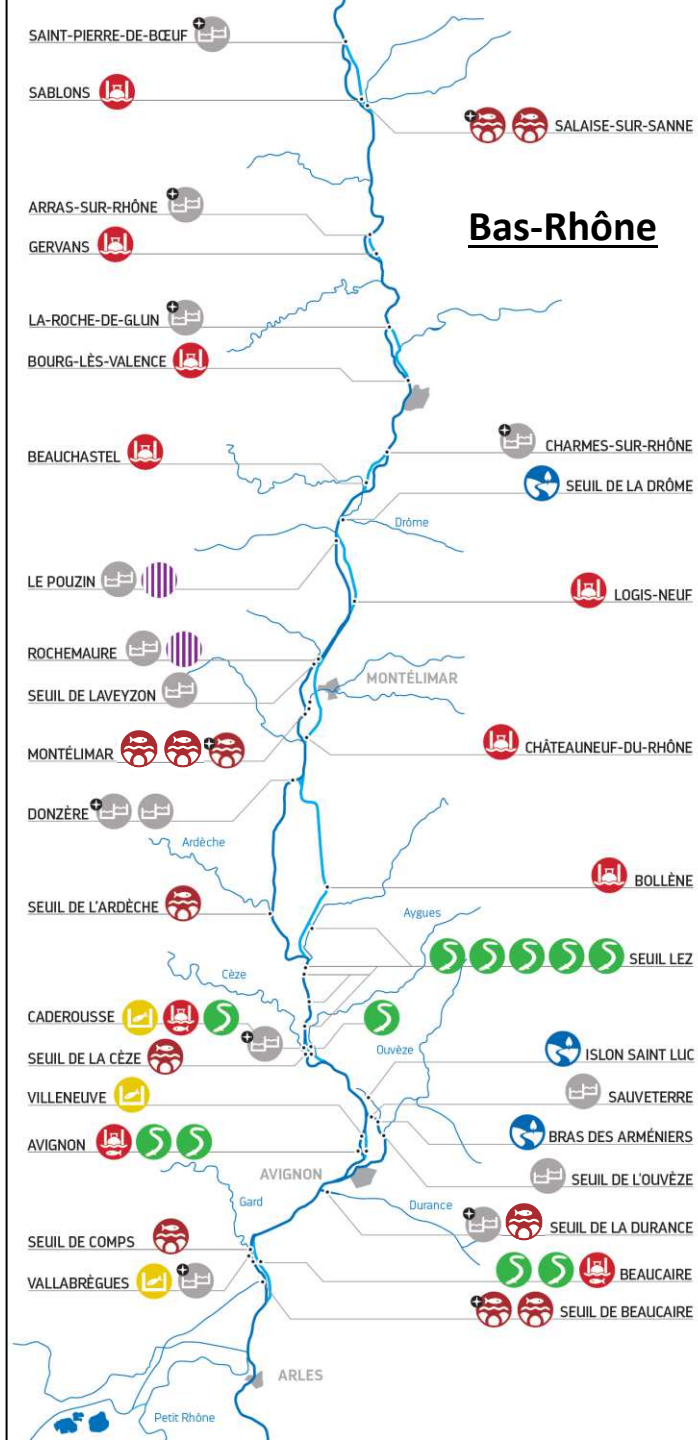 SAINT-PIERRE-DE-BŒUF
SABLONS
SALAISE-SUR-SANNE
ARRAS-SUR-RHÔNE
Bas-Rhône
GERVANS
LA-ROCHE-DE-GLUN
BOURG-LÈS-VALENCE
CHARMES-SUR-RHÔNE
BEAUCHASTEL
SEUIL DE LA DRÔME
Drôme
LE POUZIN
LOGIS-NEUF
ROCHEMAURE
MONTÉLIMAR
SEUIL DE LAVEYZON
MONTÉLIMAR
CHÂTEAUNEUF-DU-RHÔNE
DONZÈRE
Ardèche
BOLLÈNE
SEUIL DE L'ARDÈCHE
Aygues
SEUIL LEZ
Cèze
CADEROUSSE
Ouvèze
SEUIL DE LA CÈZE
ISLON SAINT LUC
VILLENEUVE
SAUVETERRE
AVIGNON
BRAS DES ARMÉNIERS
AVIGNON
SEUIL DE L'OUVÈZE
Gard
Durance
SEUIL DE LA DURANCE
SEUIL DE COMPS
BEAUCAIRE
VALLABRÈGUES
SEUIL DE BEAUCAIRE
ARLES
Petit Rhône